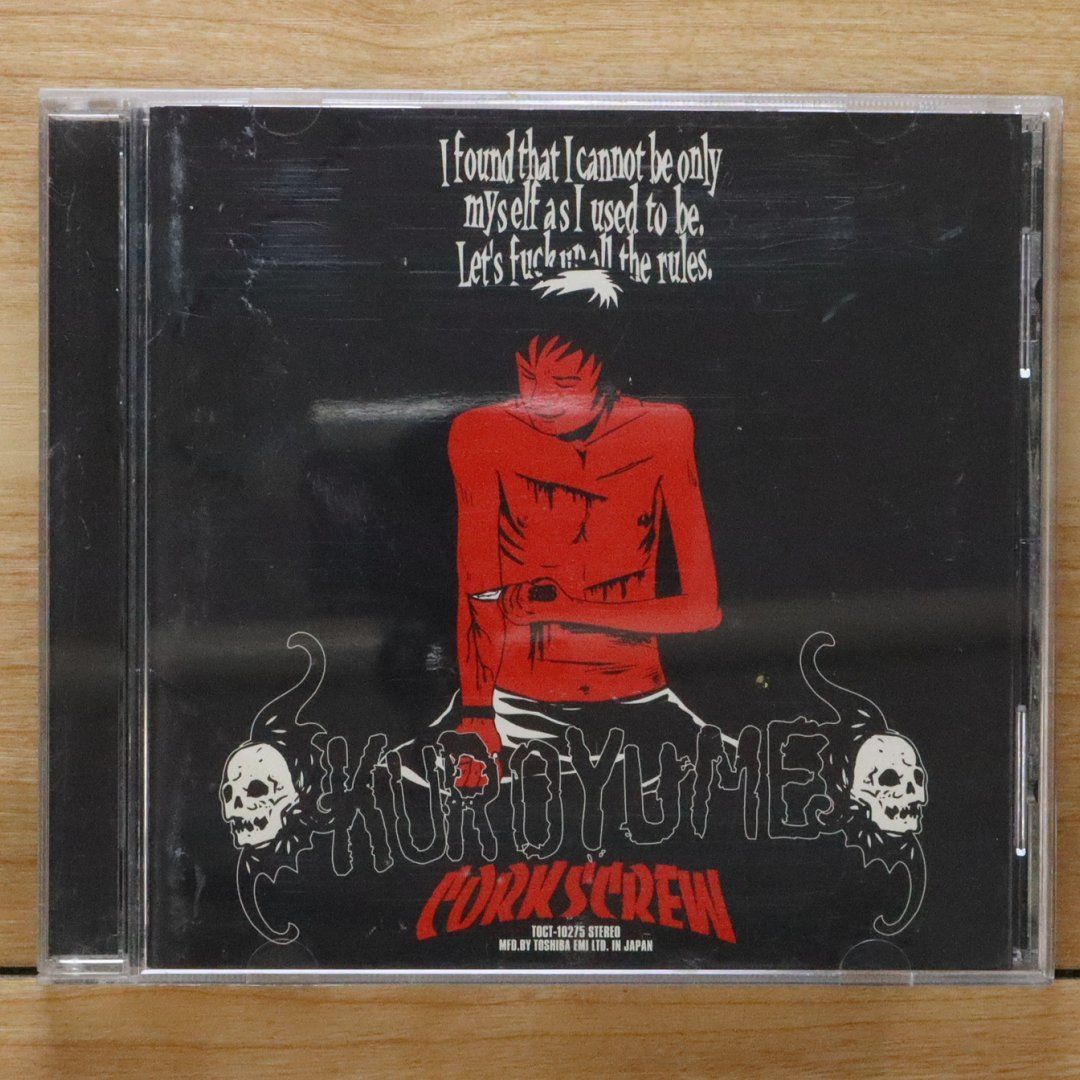 I found that I cannot be only
myself as I used to be.
Let's fuck up all the rules.
KUROYUME
CORKSCREW
TOCT-10275 STEREO
MFD.BY TOSHIBA EMI LTD. IN JAPAN